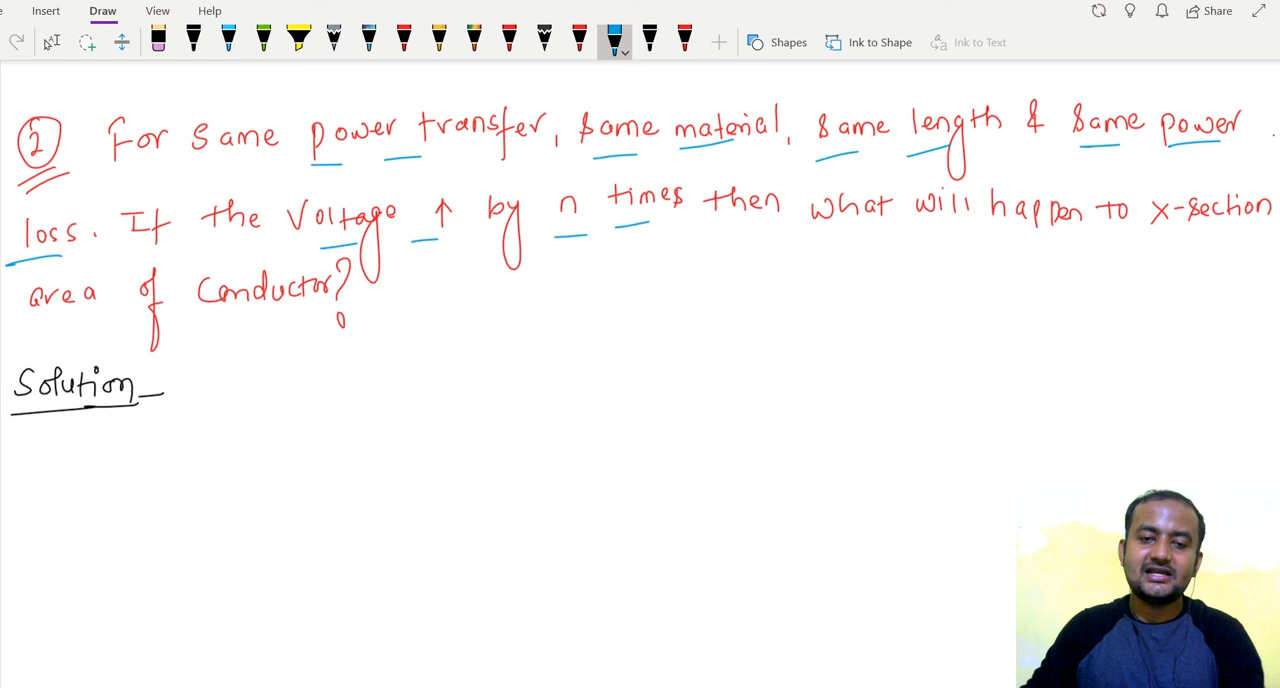 Insert Draw View Help Share
Shapes Ink to Shape Ink to Text
② For same power transfer, same material, same length & same power
loss. If the Voltage ↑ by n times then what will happen to x-section
area of conductor?
Solution_